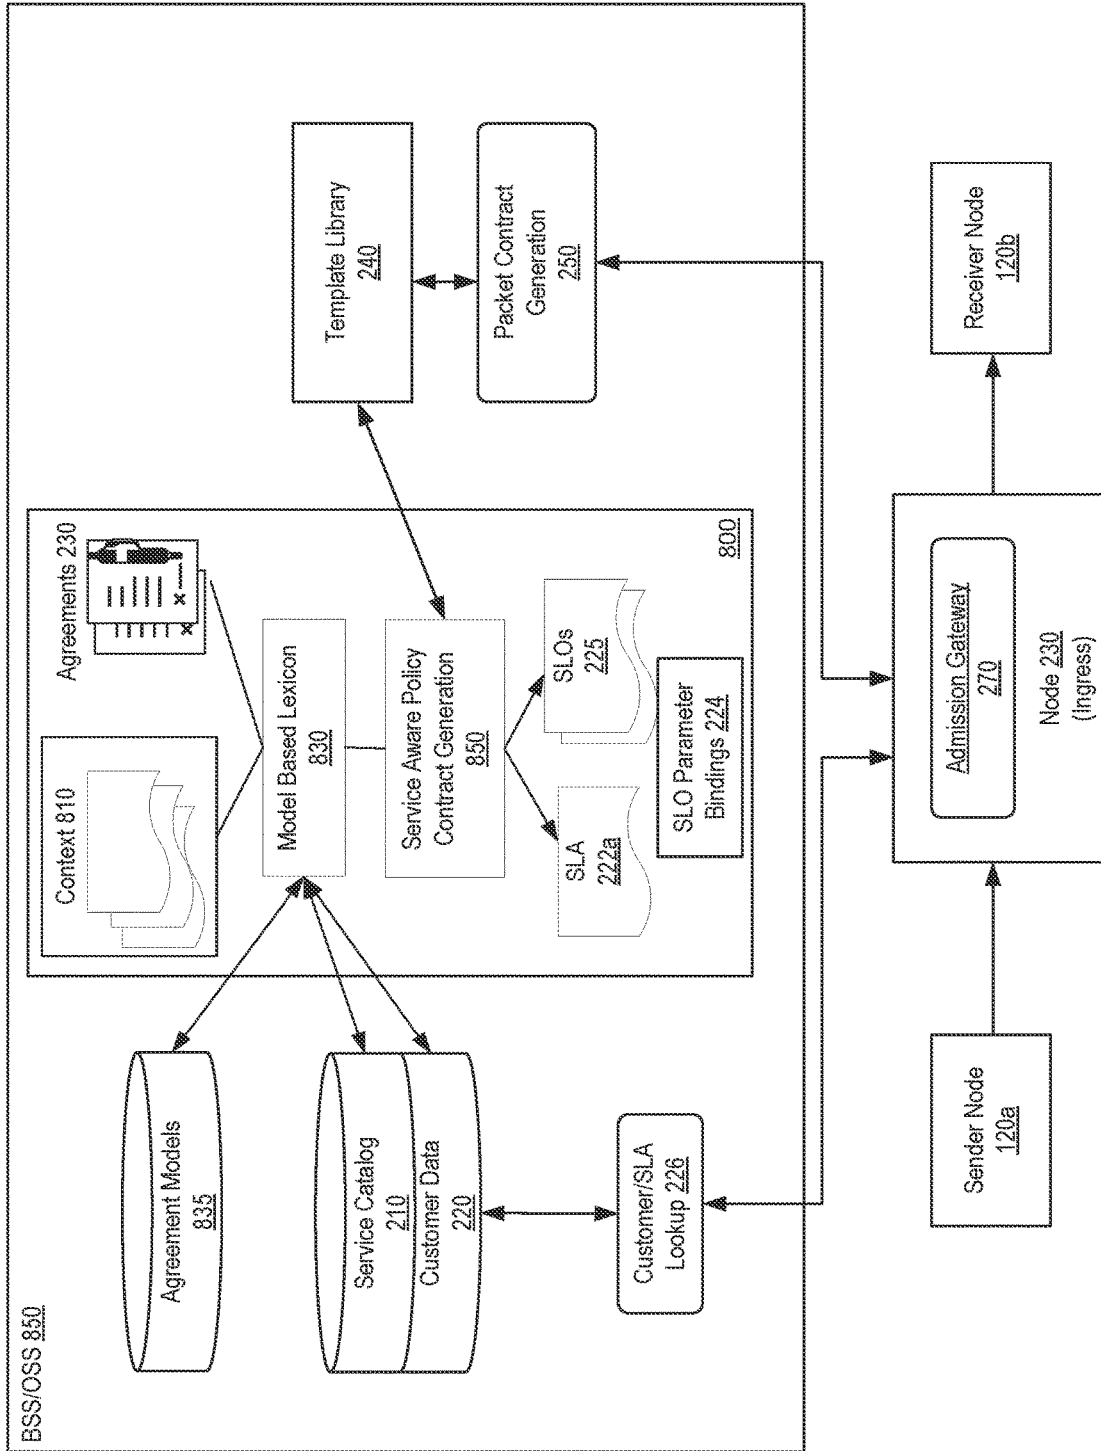 BSS/OSS 850
Agreement Models
835
Service Catalog
210
Customer Data
220
Customer/SLA
Lookup 226
Context 810
Agreements 230
x
x
Model Based Lexicon
830
Service Aware Policy
Contract Generation
850
SLA
222a
SLOs
225
SLO Parameter
Bindings 224
800
Template Library
240
Packet Contract
Generation
250
Sender Node
120a
Admission Gateway
270
Node 230
(Ingress)
Receiver Node
120b